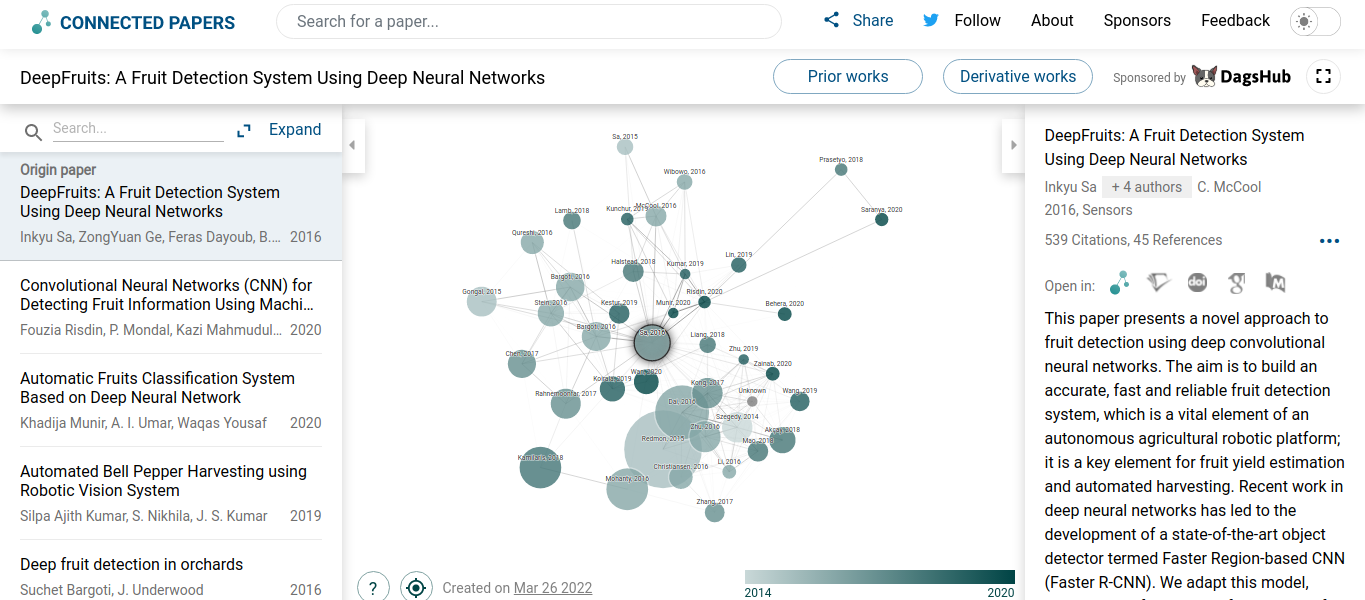 CONNECTED PAPERS
Search for a paper...
Share
Follow
About
Sponsors
Feedback
DeepFruits: A Fruit Detection System Using Deep Neural Networks
Prior works
Derivative works
Sponsored by
DagsHub
Search...
Expand
Origin paper
DeepFruits: A Fruit Detection System
Using Deep Neural Networks
Inkyu Sa, ZongYuan Ge, Feras Dayoub, B.... 2016
Convolutional Neural Networks (CNN) for
Detecting Fruit Information Using Machi...
Fouzia Risdin, P. Mondal, Kazi Mahmudul... 2020
Automatic Fruits Classification System
Based on Deep Neural Network
Khadija Munir, A. I. Umar, Waqas Yousaf 2020
Automated Bell Pepper Harvesting using
Robotic Vision System
Silpa Ajith Kumar, S. Nikhila, J. S. Kumar 2019
Deep fruit detection in orchards
Suchet Bargoti, J. Underwood 2016
Sa, 2015
Prasetyo, 2018
Wibowo, 2016
Lamb, 2018
Kunchur, 2019
McCool, 2016
Saranya, 2020
Qureshi, 2016
Halstead, 2018
Kumar, 2019
Lin, 2019
Bargoti, 2016
Gongal, 2015
Stein, 2016
Kestur, 2019
Munir, 2020
Risdin, 2020
Behera, 2020
Bargoti, 2016
Sa, 2016
Liang, 2018
Zhu, 2019
Chen, 2017
Koirala, 2019
Wan, 2020
Zainab, 2020
Rahnemoonfar, 2017
Kong, 2017
Unknown
Wang, 2019
Dai, 2016
Szegedy, 2014
Zhu, 2016
Redmon, 2015
Mao, 2018
Kamilaris, 2018
Christiansen, 2016
Li, 2016
Mohanty, 2016
Zhang, 2017
?
Created on Mar 26 2022
2014
2020
DeepFruits: A Fruit Detection System
Using Deep Neural Networks
Inkyu Sa + 4 authors C. McCool
2016, Sensors
539 Citations, 45 References
Open in:
doi
This paper presents a novel approach to
fruit detection using deep convolutional
neural networks. The aim is to build an
accurate, fast and reliable fruit detection
system, which is a vital element of an
autonomous agricultural robotic platform;
it is a key element for fruit yield estimation
and automated harvesting. Recent work in
deep neural networks has led to the
development of a state-of-the-art object
detector termed Faster Region-based CNN
(Faster R-CNN). We adapt this model,